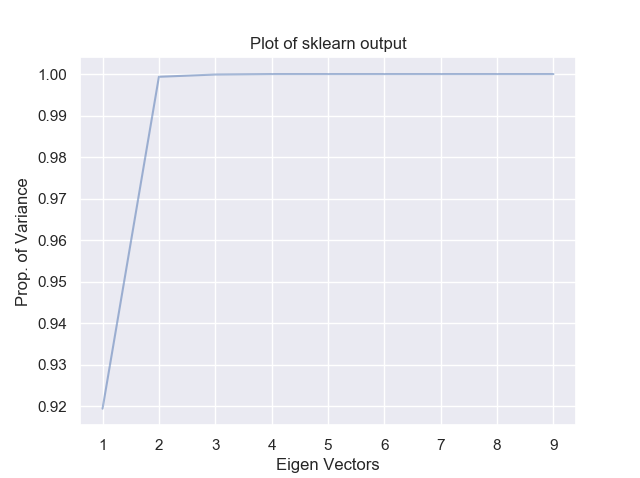 Plot of sklearn output
Prop. of Variance
1.00
0.99
0.98
0.97
0.96
0.95
0.94
0.93
0.92
1 2 3 4 5 6 7 8 9
Eigen Vectors